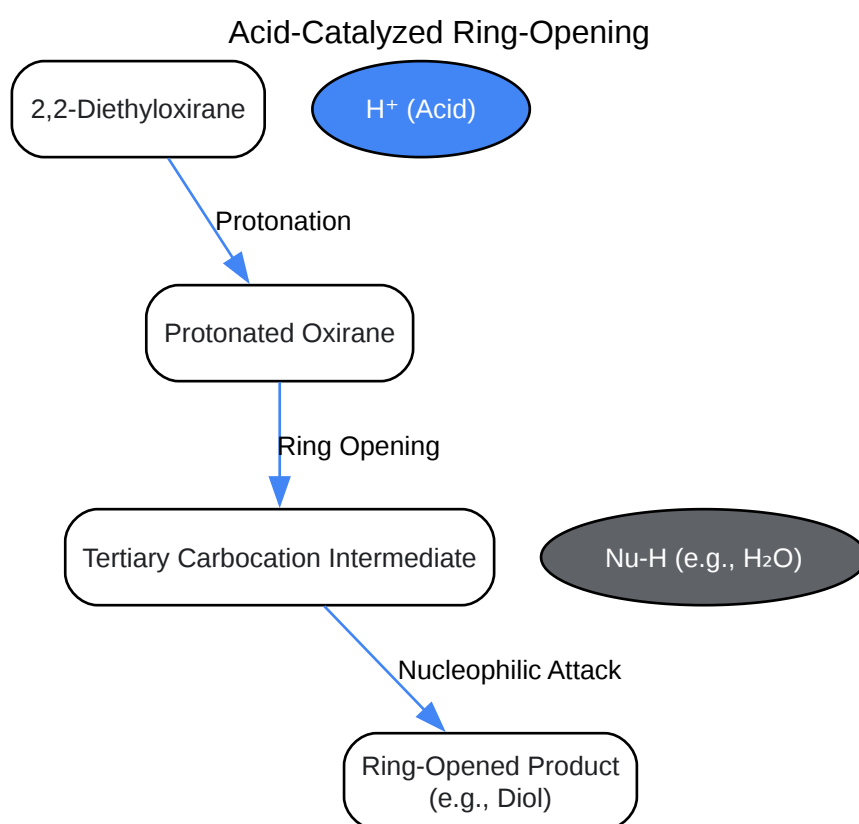 Acid-Catalyzed Ring-Opening
2,2-Diethyloxirane
H⁺ (Acid)
Protonation
Protonated Oxirane
Ring Opening
Tertiary Carbocation Intermediate
Nu-H (e.g., H₂O)
Nucleophilic Attack
Ring-Opened Product
(e.g., Diol)